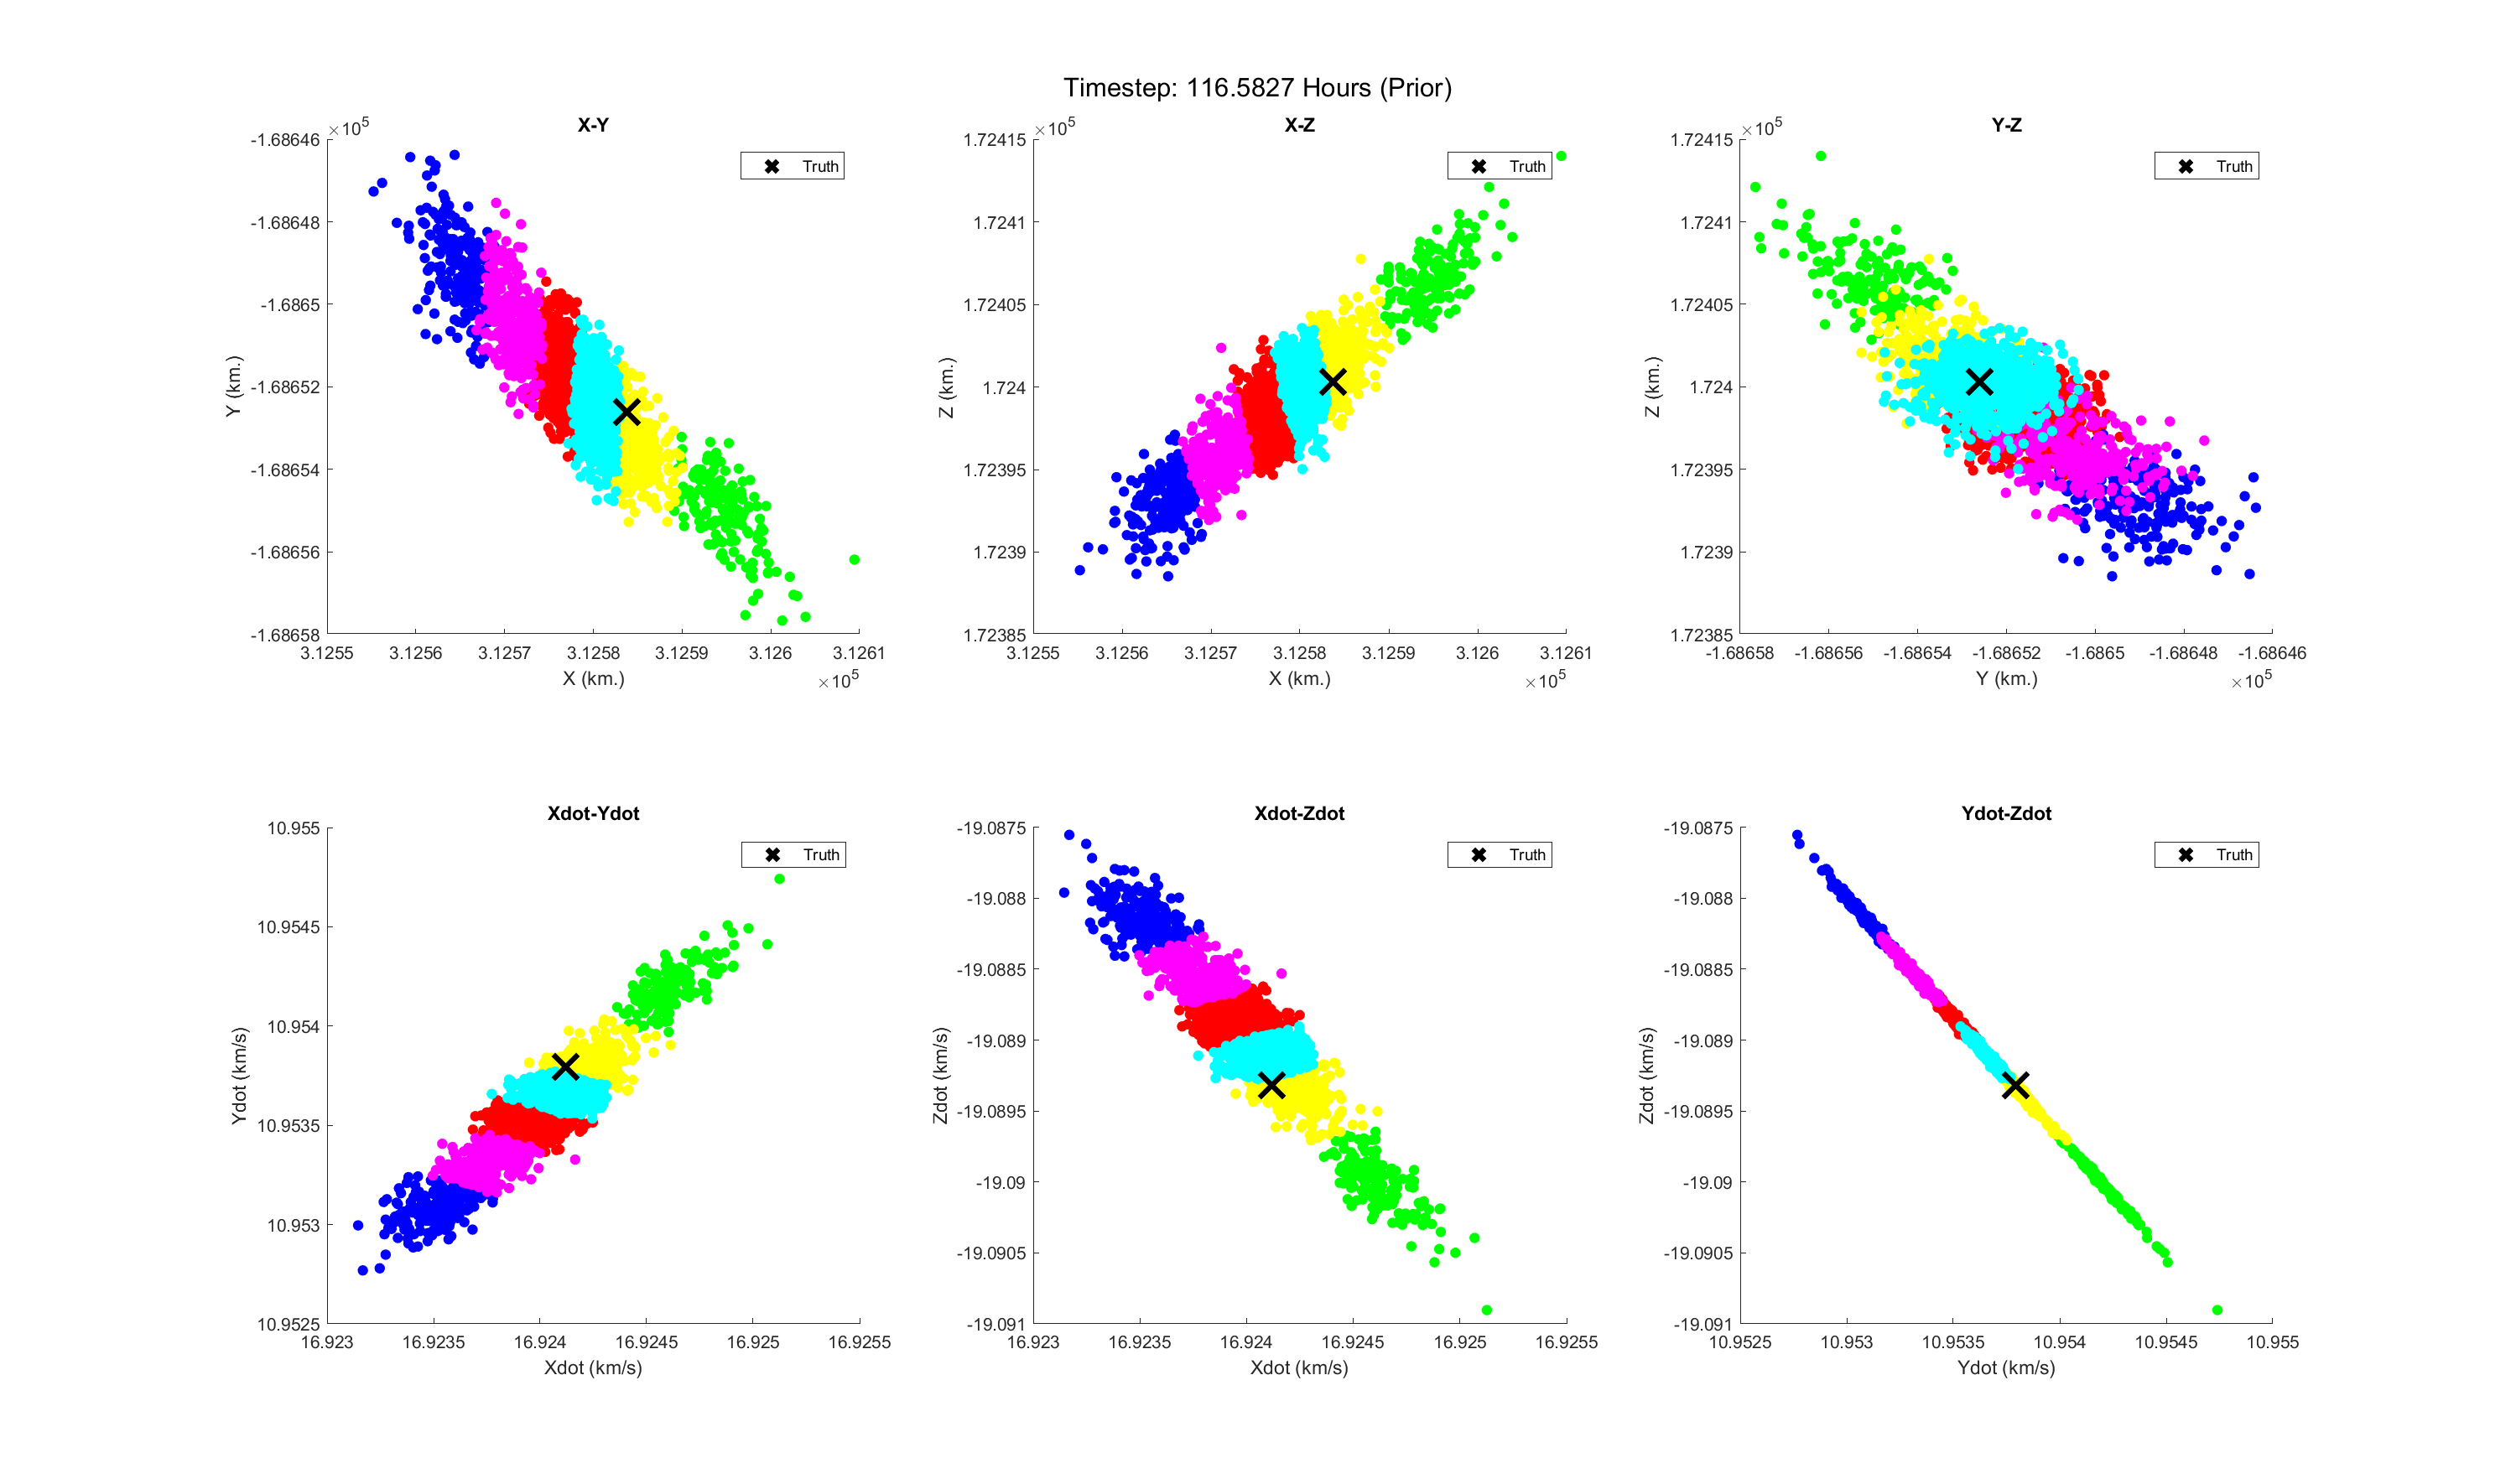 Timestep: 116.5827 Hours (Prior)
X-Y
×10^5
-1.68646
-1.68648
-1.6865
-1.68652
-1.68654
-1.68656
-1.68658
Y (km.)
Truth
3.1255 3.1256 3.1257 3.1258 3.1259 3.126 3.1261
X (km.)
×10^5
X-Z
×10^5
1.72415
1.7241
1.72405
1.724
1.72395
1.7239
1.72385
Z (km.)
Truth
3.1255 3.1256 3.1257 3.1258 3.1259 3.126 3.1261
X (km.)
×10^5
Y-Z
×10^5
1.72415
1.7241
1.72405
1.724
1.72395
1.7239
1.72385
Z (km.)
Truth
-1.68658 -1.68656 -1.68654 -1.68652 -1.6865 -1.68648 -1.68646
Y (km.)
×10^5
Xdot-Ydot
10.955
10.9545
10.954
10.9535
10.953
10.9525
Ydot (km/s)
Truth
16.923 16.9235 16.924 16.9245 16.925 16.9255
Xdot (km/s)
Xdot-Zdot
-19.0875
-19.088
-19.0885
-19.089
-19.0895
-19.09
-19.0905
-19.091
Zdot (km/s)
Truth
16.923 16.9235 16.924 16.9245 16.925 16.9255
Xdot (km/s)
Ydot-Zdot
-19.0875
-19.088
-19.0885
-19.089
-19.0895
-19.09
-19.0905
-19.091
Zdot (km/s)
Truth
10.9525 10.953 10.9535 10.954 10.9545 10.955
Ydot (km/s)